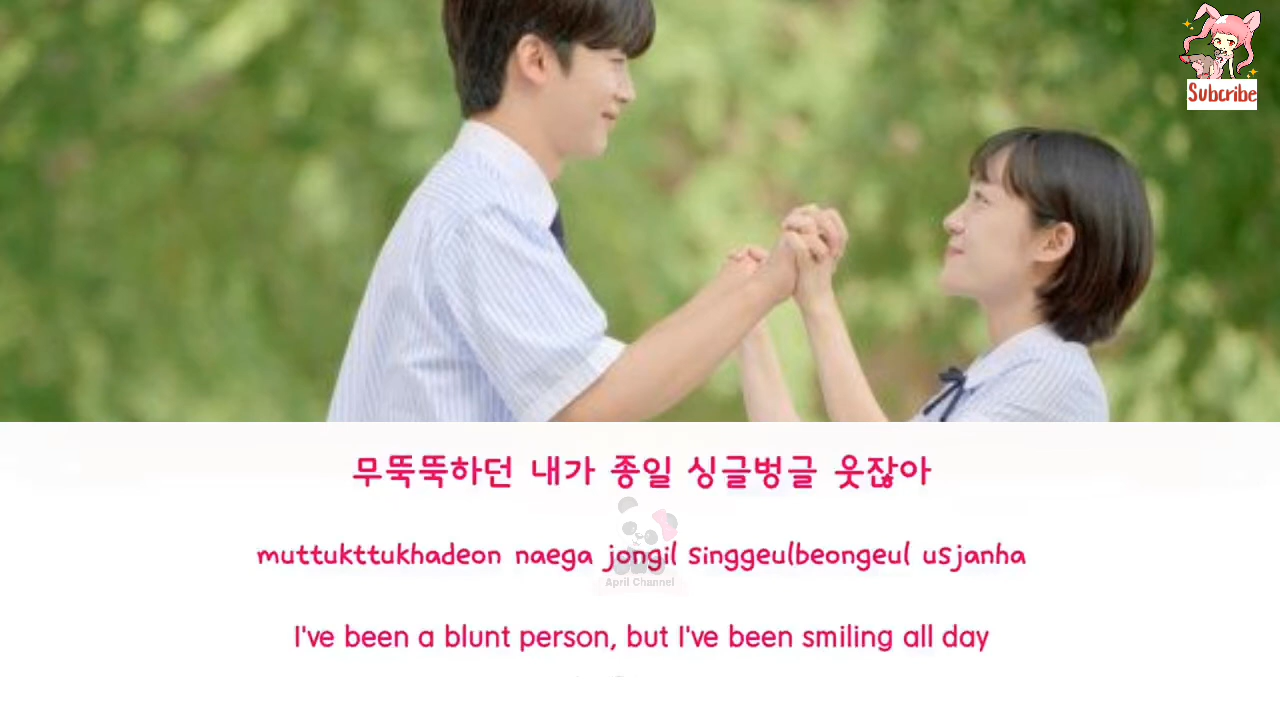 Subcribe
무뚝뚝하던 내가 종일 싱글벙글 웃잖아
muttukttukhadeon naega jongil singgeulbeongeul usjanha
April Channel
I've been a blunt person, but I've been smiling all day